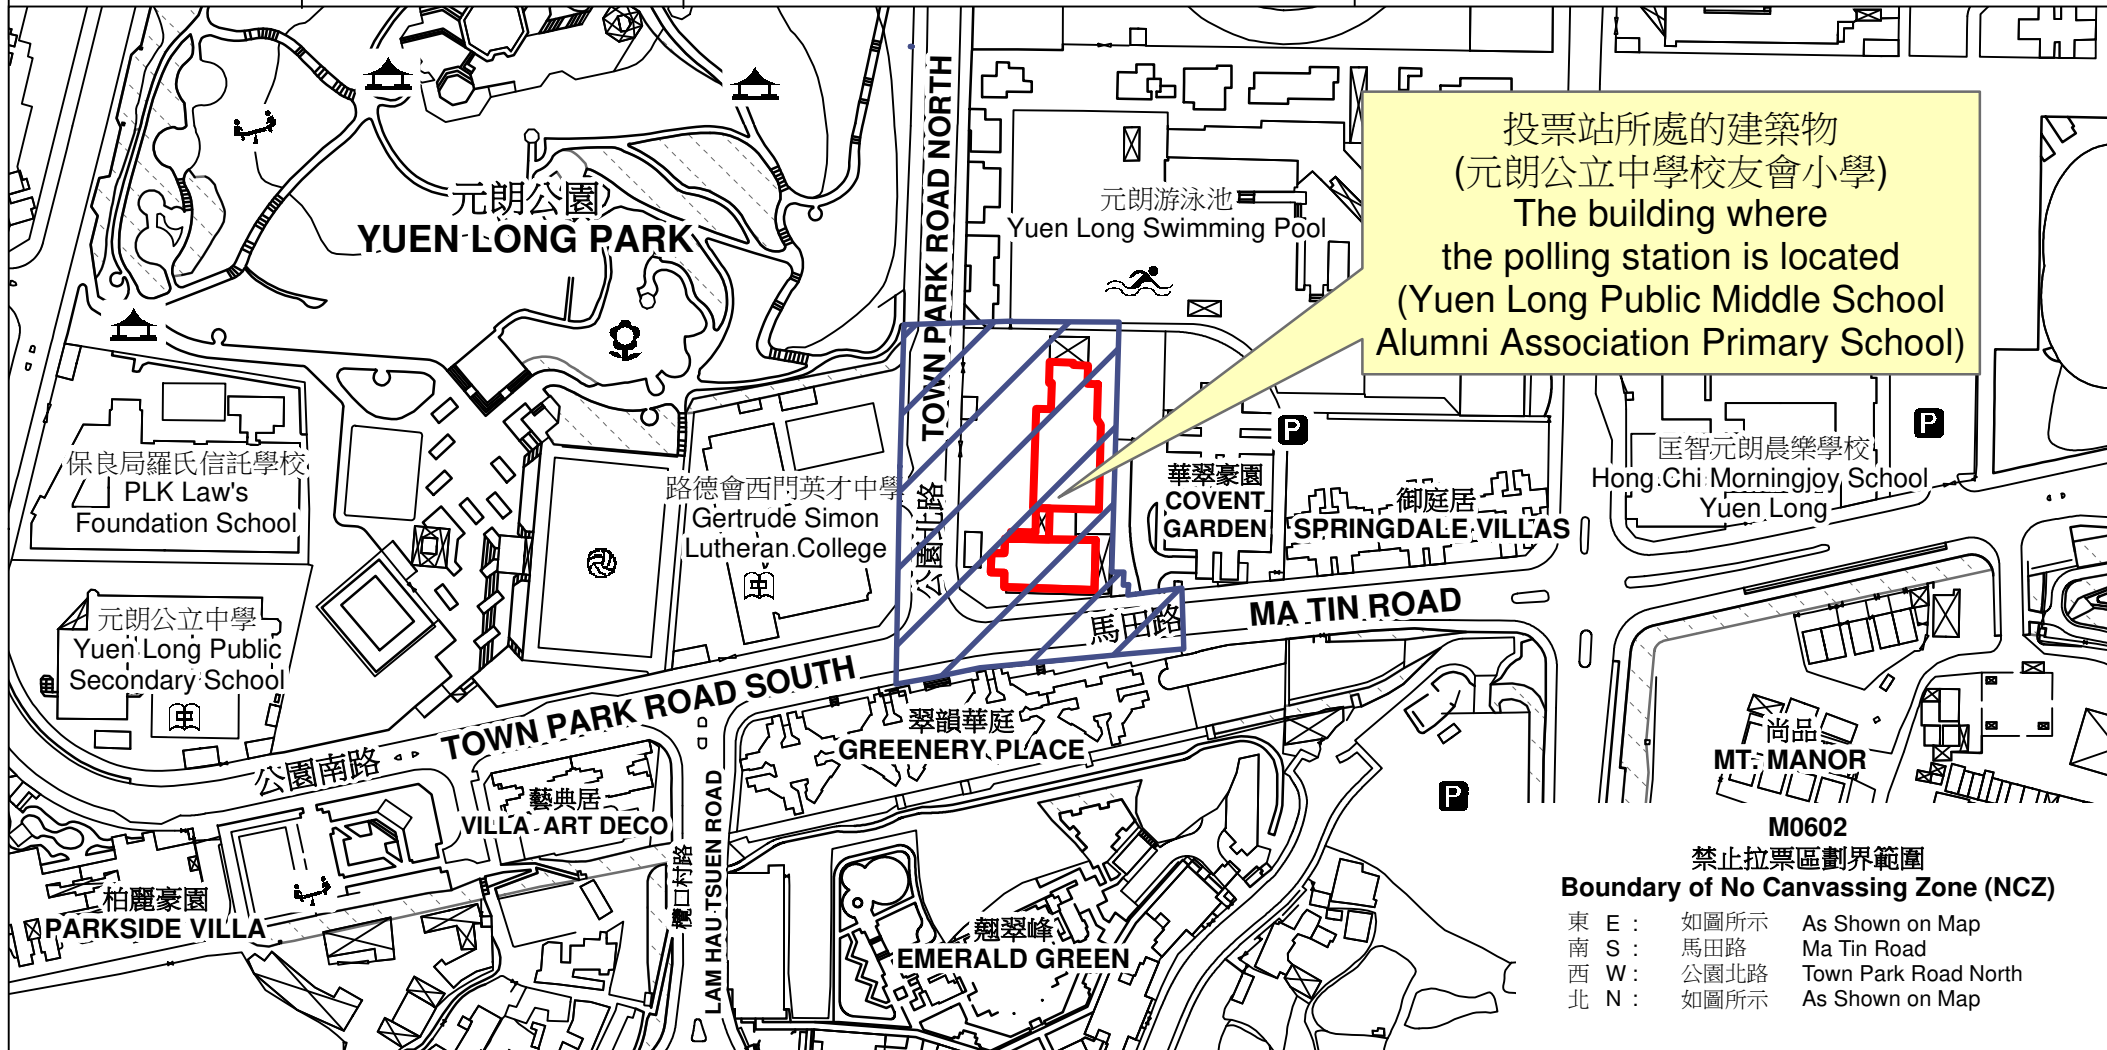 元朗公園
YUEN LONG PARK
TOWN PARK ROAD NORTH
公園北路
元朗游泳池
Yuen Long Swimming Pool
投票站所處的建築物
(元朗公立中學校友會小學)
The building where
the polling station is located
(Yuen Long Public Middle School
Alumni Association Primary School)
保良局羅氏信託學校
PLK Law's
Foundation School
路德會西門英才中學
Gertrude Simon
Lutheran College
華翠豪園
COVENT
GARDEN
御庭居
SPRINGDALE VILLAS
匡智元朗晨樂學校
Hong Chi Morningjoy School
Yuen Long
P
P
元朗公立中學
Yuen Long Public
Secondary School
中
中
馬田路
MA TIN ROAD
公園南路
TOWN PARK ROAD SOUTH
翠韻華庭
GREENERY PLACE
藝典居
VILLA ART DECO
欖口村路
LAM HAU TSUEN ROAD
柏麗豪園
PARKSIDE VILLA
翹翠峰
EMERALD GREEN
P
尚品
MT. MANOR
M0602
禁止拉票區劃界範圍
Boundary of No Canvassing Zone (NCZ)
東 E : 如圖所示 As Shown on Map
南 S : 馬田路 Ma Tin Road
西 W : 公園北路 Town Park Road North
北 N : 如圖所示 As Shown on Map